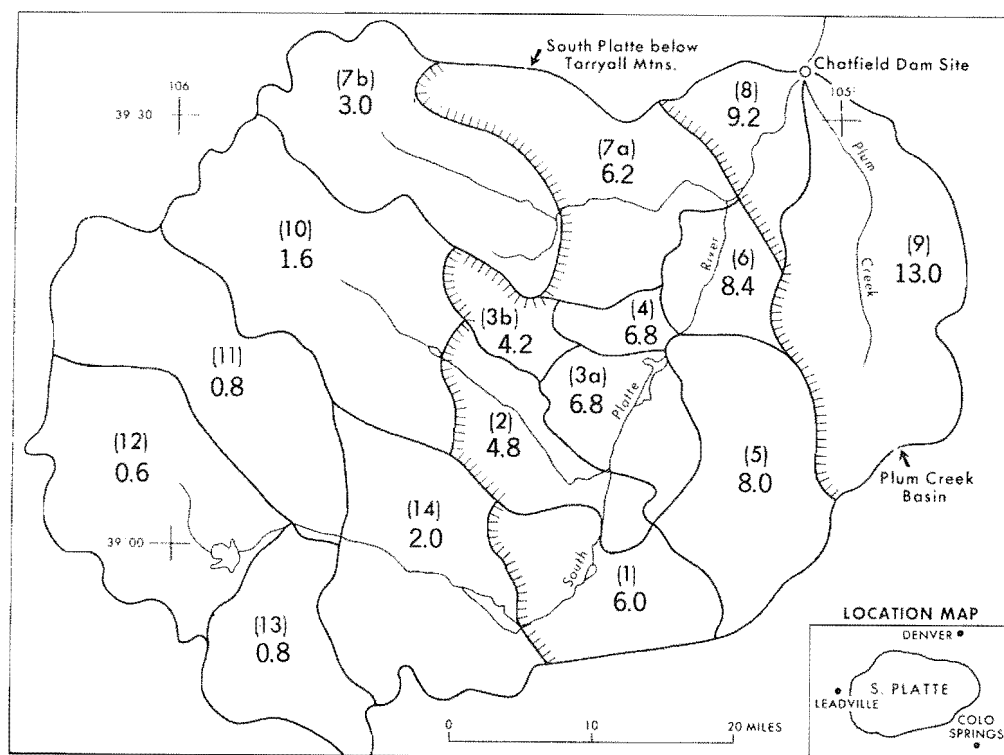 South Platte below
Tarryall Mtns.
Chatfield Dam Site
106
39 30
105
(7b)
3.0
(8)
9.2
(7a)
6.2
Plum
Creek
(10)
1.6
(9)
13.0
River
(6)
8.4
(3b)
4.2
(4)
6.8
(11)
0.8
(3a)
6.8
Platte
(2)
4.8
(12)
0.6
(5)
8.0
Plum Creek
Basin
(14)
2.0
39 00
South
(1)
6.0
(13)
0.8
LOCATION MAP
DENVER
S. PLATTE
LEADVILLE
COLO
SPRINGS
0 10 20 MILES